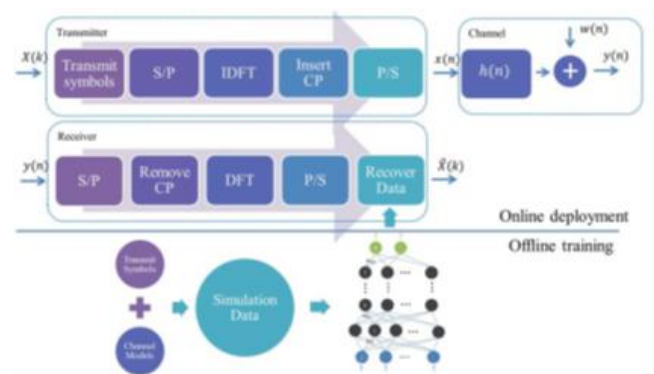 Transmitter
X(k)
Transmit
symbols
S/P
IDFT
Insert
CP
P/S
x(n)
Channel
h(n)
w(n)
+
y(n)
Receiver
y(n)
S/P
Remove
CP
DFT
P/S
Recover
Data
X̂(k)
Online deployment
Offline training
Transmit
Symbols
Channel
Models
Simulation
Data